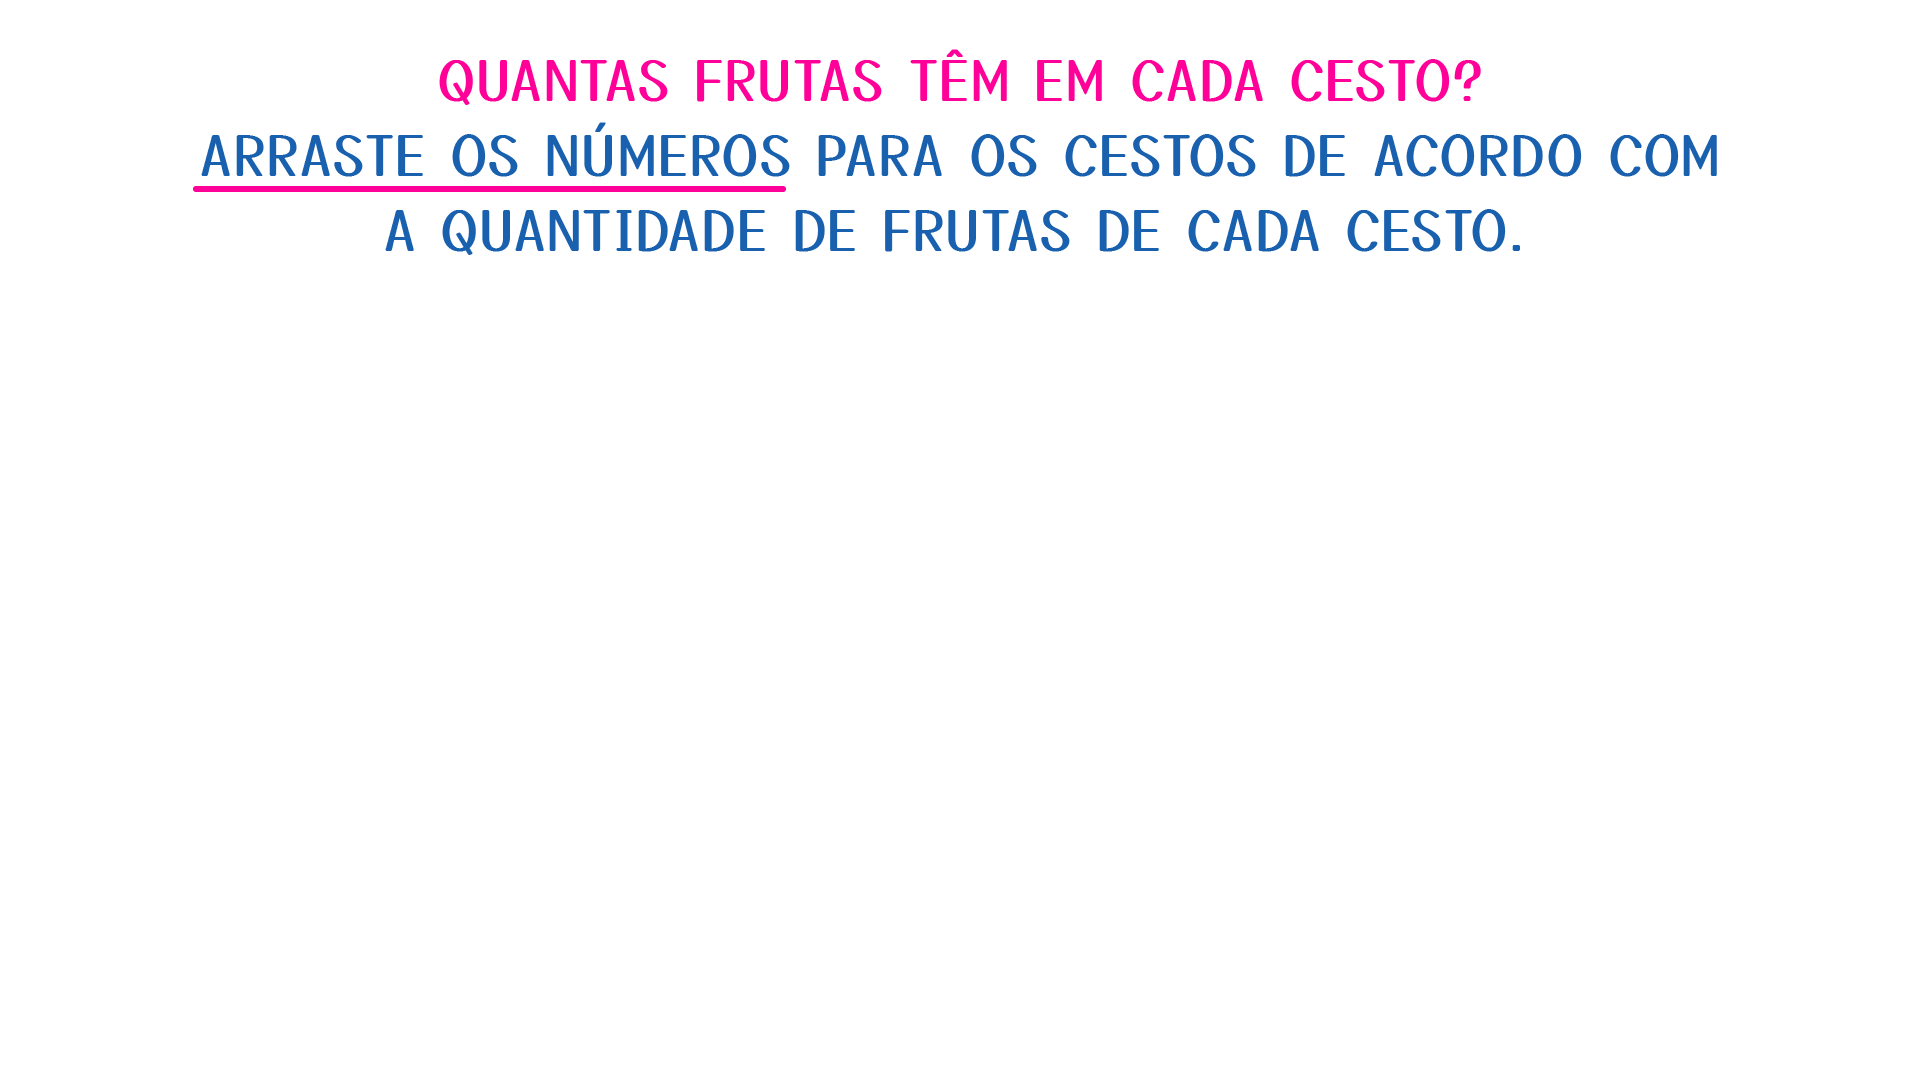 QUANTAS FRUTAS TÊM EM CADA CESTO?
ARRASTE OS NÚMEROS PARA OS CESTOS DE ACORDO COM
A QUANTIDADE DE FRUTAS DE CADA CESTO.